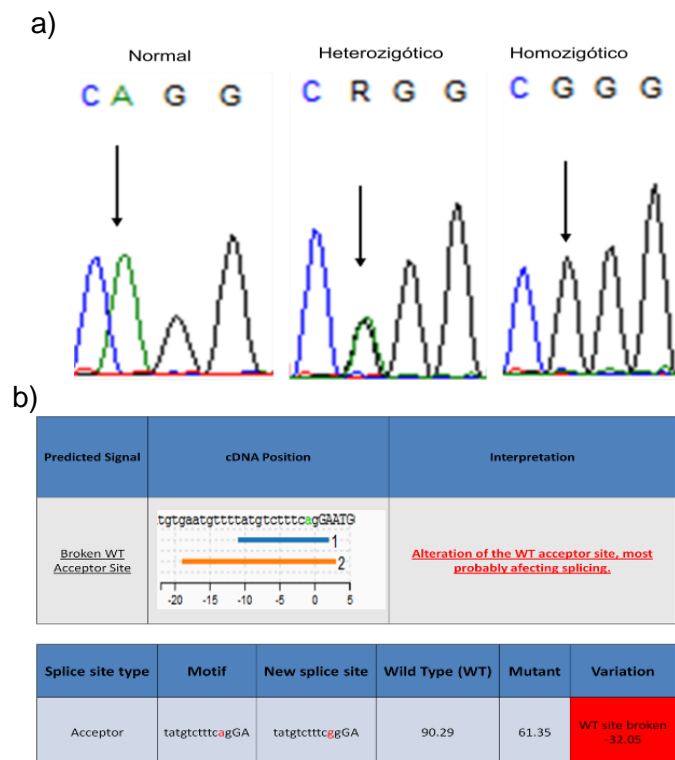 a)
Normal
Heterozigótico
Homozigótico
C A G G
C R G G
C G G G
b)
Predicted Signal
cDNA Position
Interpretation
Broken WT
Acceptor Site
tgtgaatgttttatgtctttcagGAATG
1
2
-20 -15 -10 -5 0 5
Alteration of the WT acceptor site, most
probably afecting splicing.
Splice site type
Motif
New splice site
Wild Type (WT)
Mutant
Variation
Acceptor
tatgtctttcagGA
tatgtctttcggGA
90.29
61.35
WT site broken
-32.05